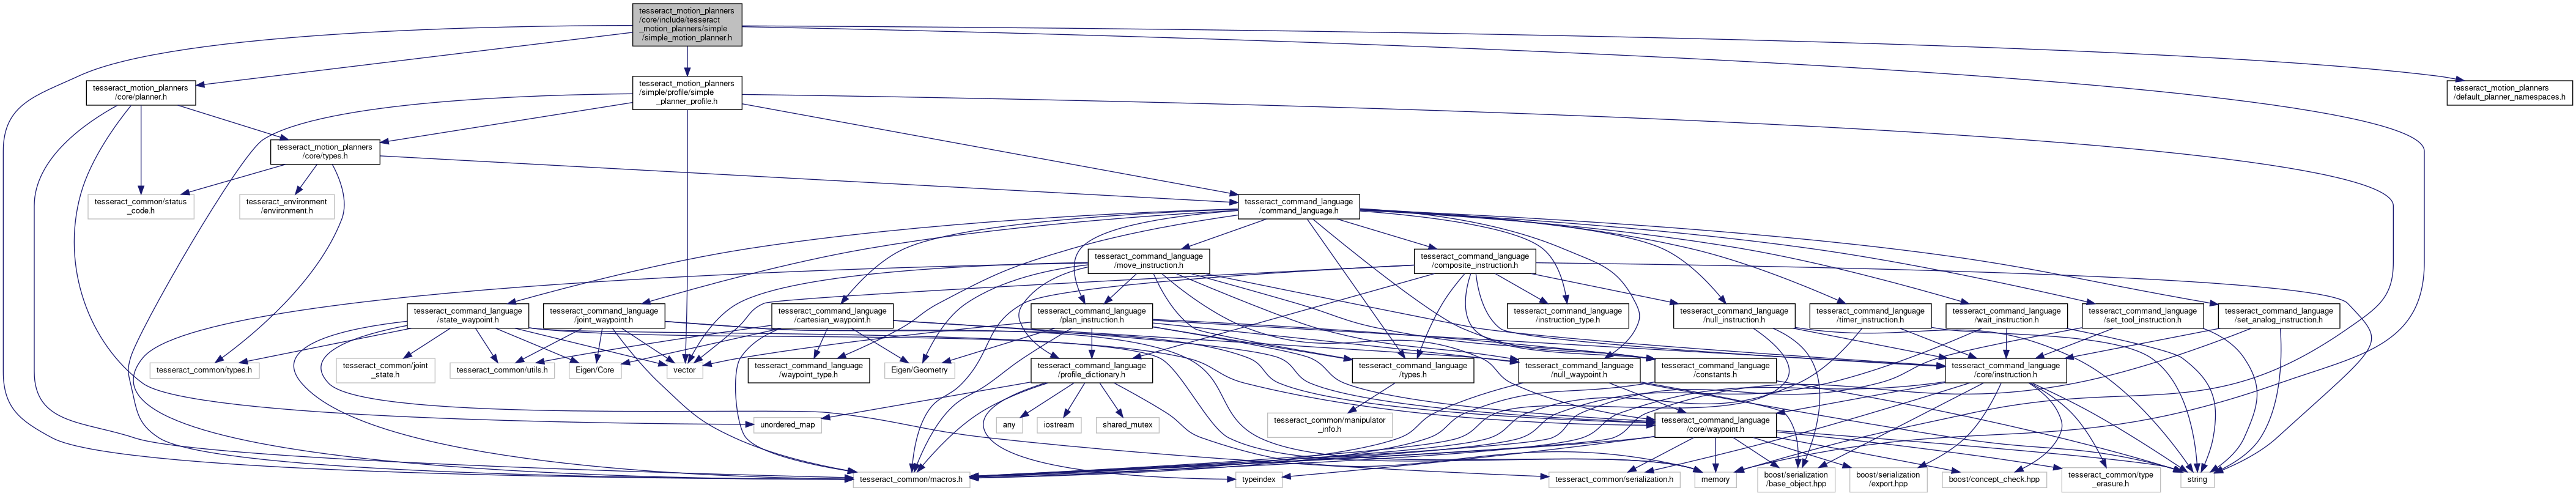 tesseract_motion_planners
/core/include/tesseract
_motion_planners/simple
/simple_motion_planner.h
tesseract_motion_planners
/core/planner.h
tesseract_motion_planners
/simple/profile/simple
_planner_profile.h
tesseract_motion_planners
/default_planner_namespaces.h
tesseract_motion_planners
/core/types.h
tesseract_common/status
_code.h
tesseract_environment
/environment.h
tesseract_command_language
/command_language.h
tesseract_command_language
/move_instruction.h
tesseract_command_language
/composite_instruction.h
tesseract_command_language
/state_waypoint.h
tesseract_command_language
/joint_waypoint.h
tesseract_command_language
/cartesian_waypoint.h
tesseract_command_language
/plan_instruction.h
tesseract_command_language
/instruction_type.h
tesseract_command_language
/null_instruction.h
tesseract_command_language
/timer_instruction.h
tesseract_command_language
/wait_instruction.h
tesseract_command_language
/set_tool_instruction.h
tesseract_command_language
/set_analog_instruction.h
tesseract_common/types.h
tesseract_common/joint
_state.h
tesseract_common/utils.h
Eigen/Core
vector
tesseract_command_language
/waypoint_type.h
Eigen/Geometry
tesseract_command_language
/profile_dictionary.h
tesseract_command_language
/types.h
tesseract_command_language
/null_waypoint.h
tesseract_command_language
/constants.h
tesseract_command_language
/core/instruction.h
unordered_map
any
iostream
shared_mutex
tesseract_common/manipulator
_info.h
tesseract_command_language
/core/waypoint.h
tesseract_common/macros.h
typeindex
tesseract_common/serialization.h
memory
boost/serialization
/base_object.hpp
boost/serialization
/export.hpp
boost/concept_check.hpp
tesseract_common/type
_erasure.h
string